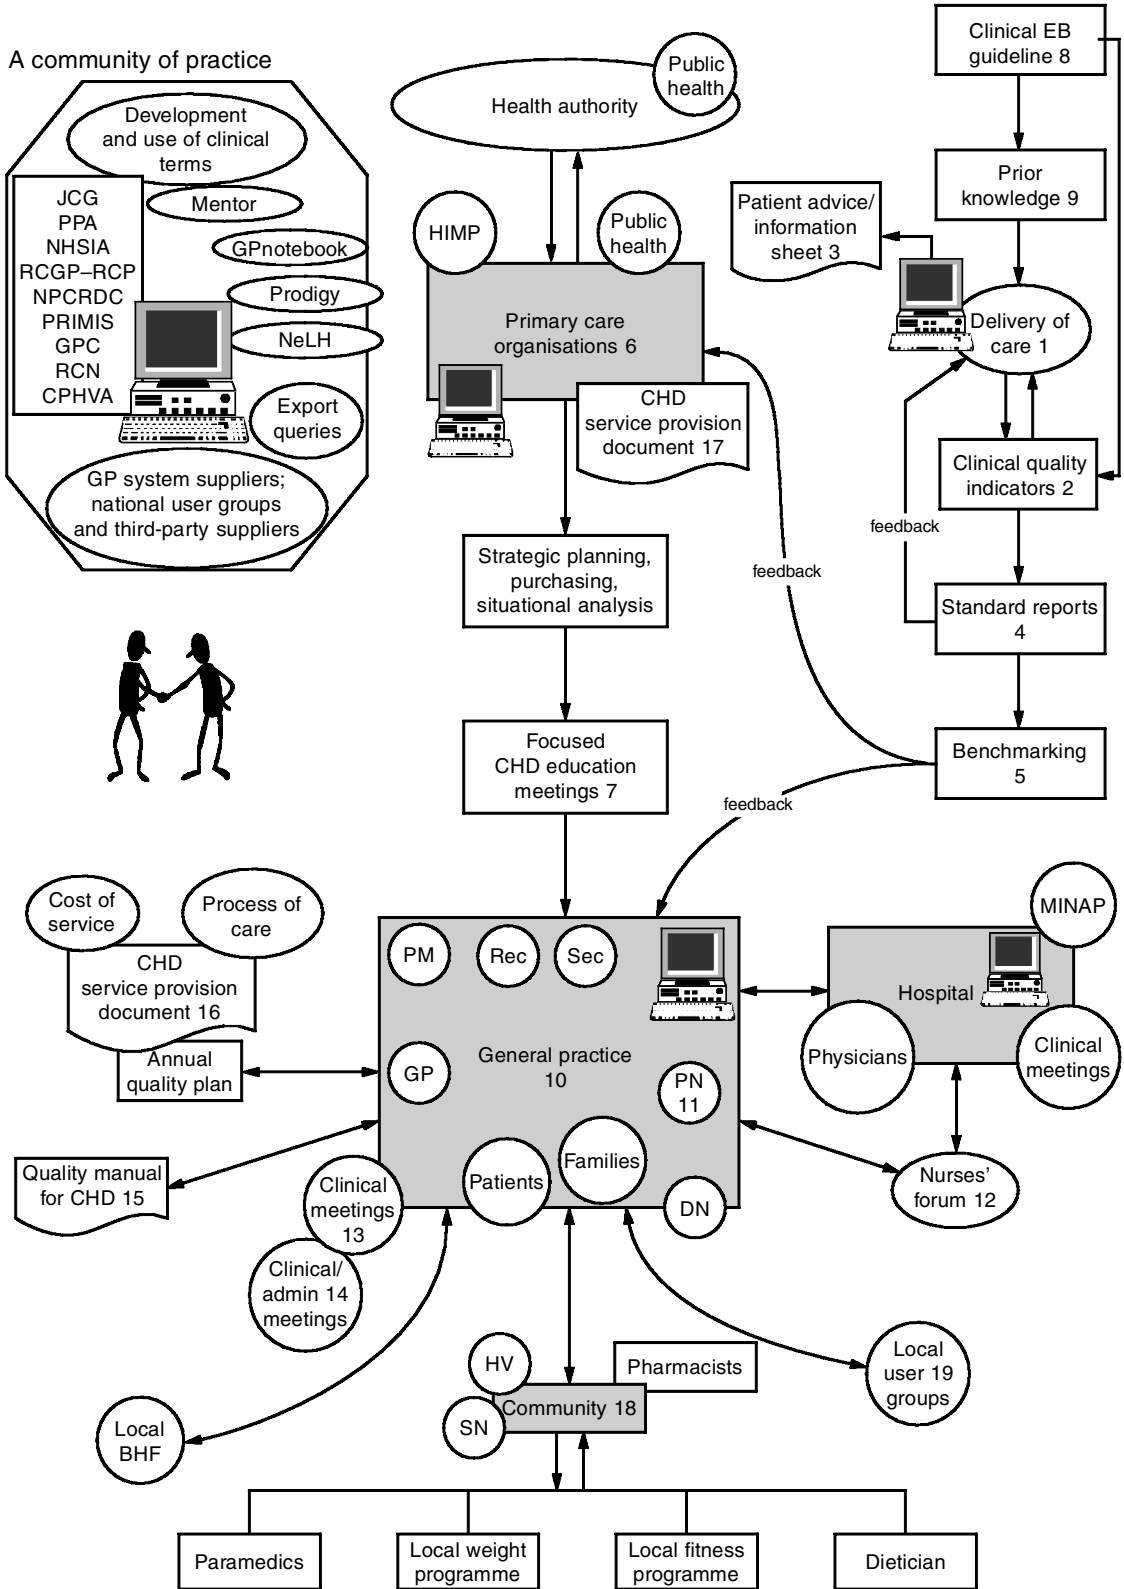 A community of practice
Development
and use of clinical
terms
Mentor
JCG
PPA
NHSIA
RCGP–RCP
NPCRDC
PRIMIS
GPC
RCN
CPHVA
GPnotebook
Prodigy
NeLH
Export
queries
GP system suppliers;
national user groups
and third-party suppliers
Health authority
Public
health
HIMP
Public
health
Primary care
organisations 6
CHD
service provision
document 17
Strategic planning,
purchasing,
situational analysis
Focused
CHD education
meetings 7
Clinical EB
guideline 8
Prior
knowledge 9
Patient advice/
information
sheet 3
Delivery of
care 1
Clinical quality
indicators 2
feedback
Standard reports
4
Benchmarking
5
feedback
feedback
Cost of
service
Process of
care
CHD
service provision
document 16
Annual
quality plan
Quality manual
for CHD 15
PM
Rec
Sec
General practice
10
GP
PN
11
Families
Patients
DN
Clinical
meetings
13
Clinical/
admin 14
meetings
MINAP
Hospital
Physicians
Clinical
meetings
Nurses’
forum 12
Local
BHF
HV
Pharmacists
Community 18
SN
Local
user 19
groups
Paramedics
Local weight
programme
Local fitness
programme
Dietician